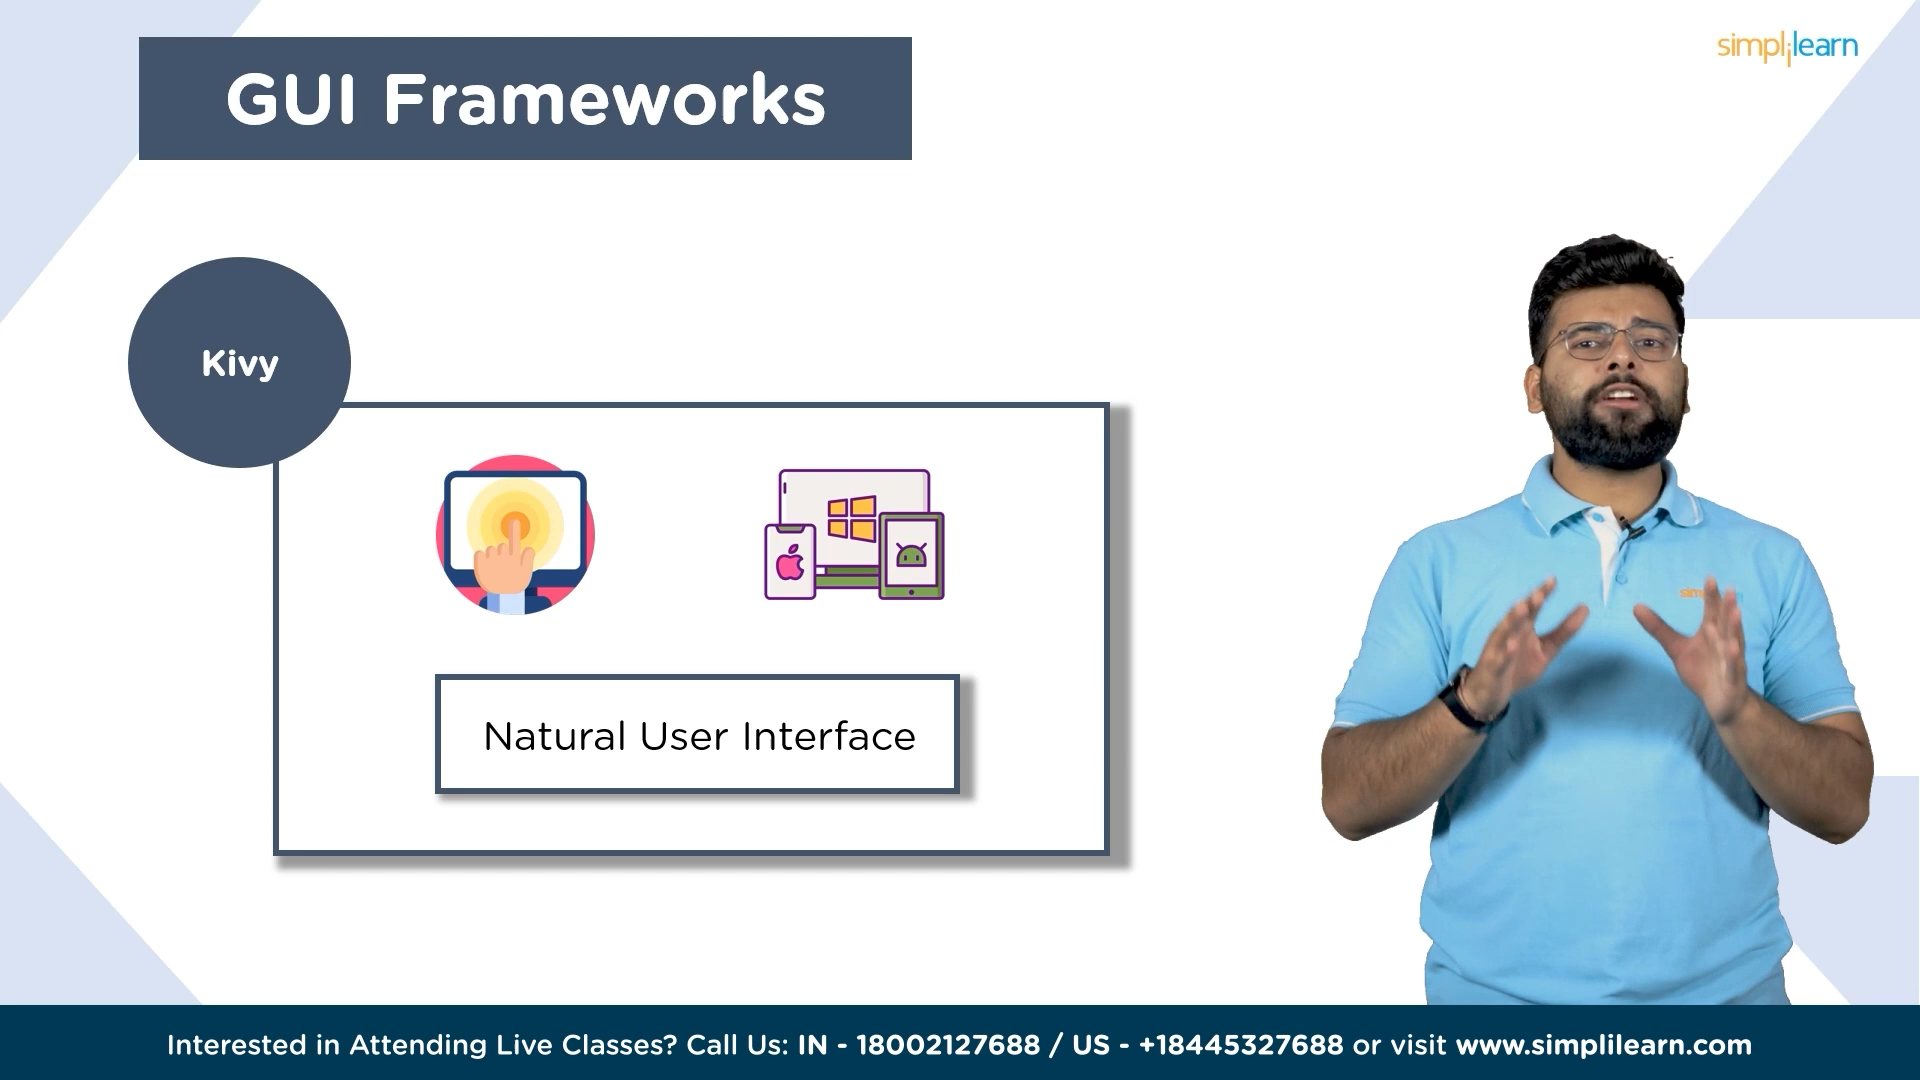 GUI Frameworks
simplilearn
Kivy
Natural User Interface
Interested in Attending Live Classes? Call Us: IN - 18002127688 / US - +18445327688 or visit www.simplilearn.com